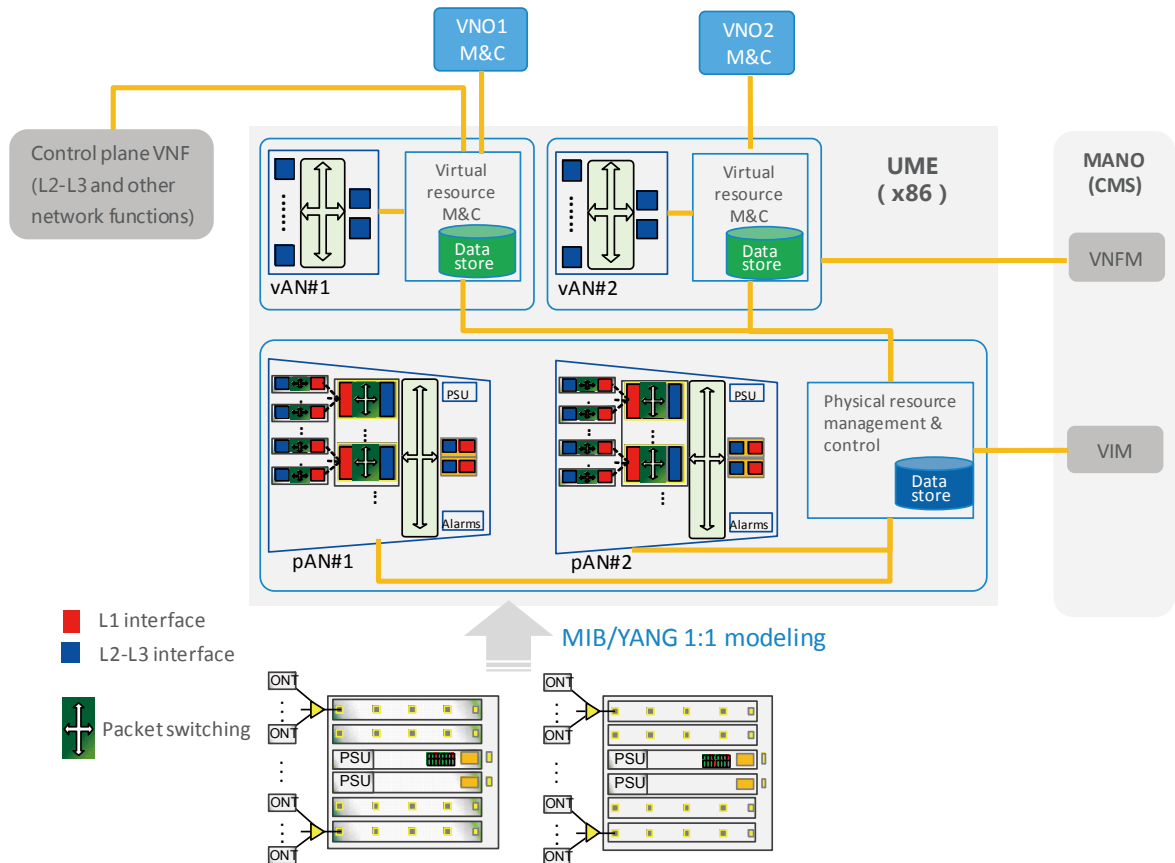 VNO1
M&C
VNO2
M&C
Control plane VNF
(L2-L3 and other
network functions)
Virtual
resource
M&C
Data
store
vAN#1
Virtual
resource
M&C
Data
store
vAN#2
UME
( x86 )
MANO
(CMS)
VNFM
VIM
PSU
Alarms
pAN#1
PSU
Alarms
pAN#2
Physical resource
management &
control
Data
store
L1 interface
L2-L3 interface
Packet switching
MIB/YANG 1:1 modeling
ONT
ONT
ONT
ONT
PSU
PSU
ONT
ONT
ONT
ONT
PSU
PSU